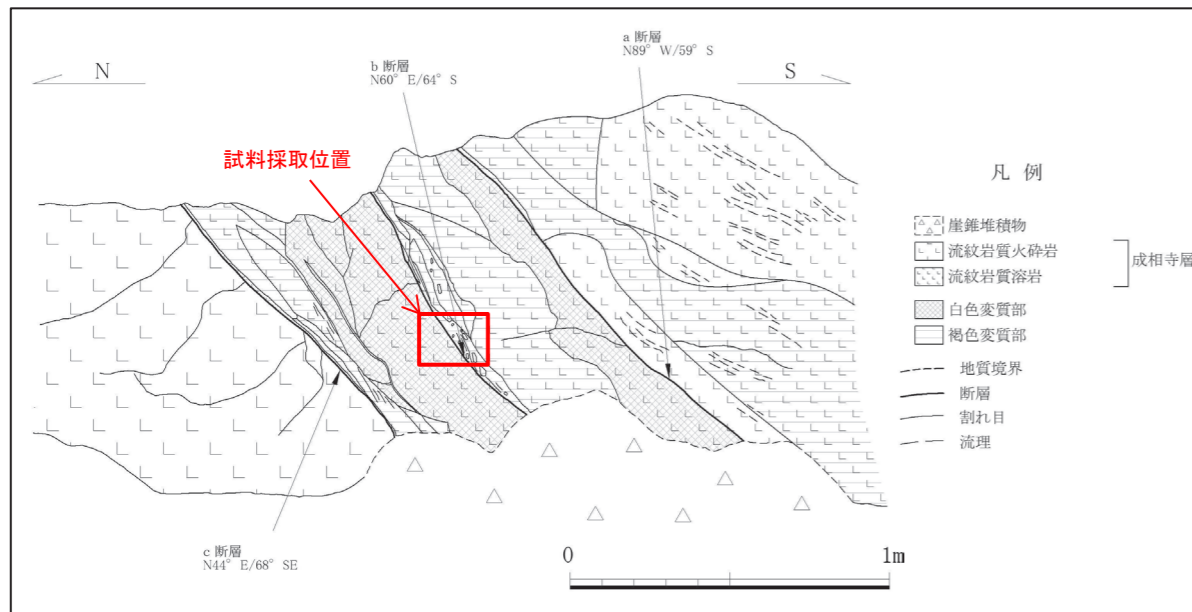 N
S
a 断層
N89° W/59° S
b 断層
N60° E/64° S
試料採取位置
c 断層
N44° E/68° SE
0
1m
凡 例
崖錐堆積物
流紋岩質火砕岩
流紋岩質溶岩
成相寺層
白色変質部
褐色変質部
地質境界
断層
割れ目
流理